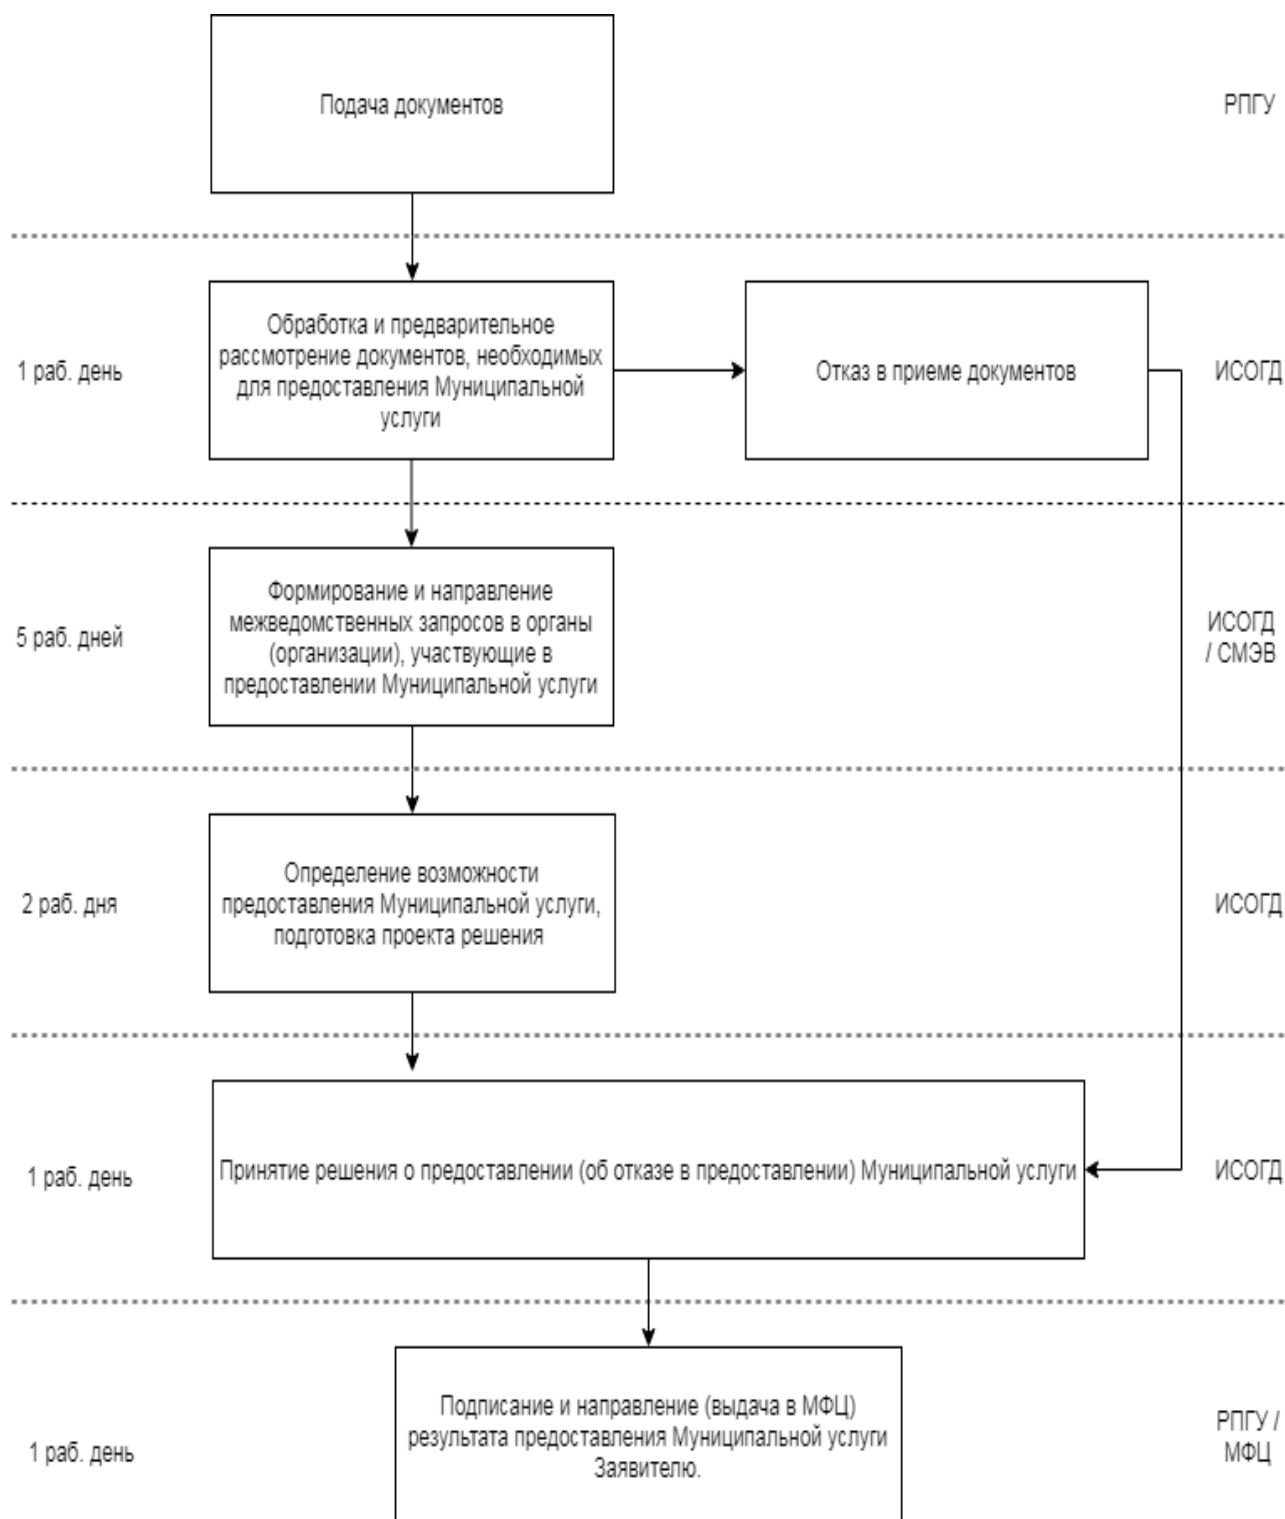 Подача документов
РПГУ
1 раб. день
Обработка и предварительное
рассмотрение документов, необходимых
для предоставления Муниципальной
услуги
Отказ в приеме документов
ИСОГД
5 раб. дней
Формирование и направление
межведомственных запросов в органы
(организации), участвующие в
предоставлении Муниципальной услуги
ИСОГД
/ СМЭВ
2 раб. дня
Определение возможности
предоставления Муниципальной услуги,
подготовка проекта решения
ИСОГД
1 раб. день
Принятие решения о предоставлении (об отказе в предоставлении) Муниципальной услуги
ИСОГД
1 раб. день
Подписание и направление (выдача в МФЦ)
результата предоставления Муниципальной услуги
Заявителю.
РПГУ /
МФЦ